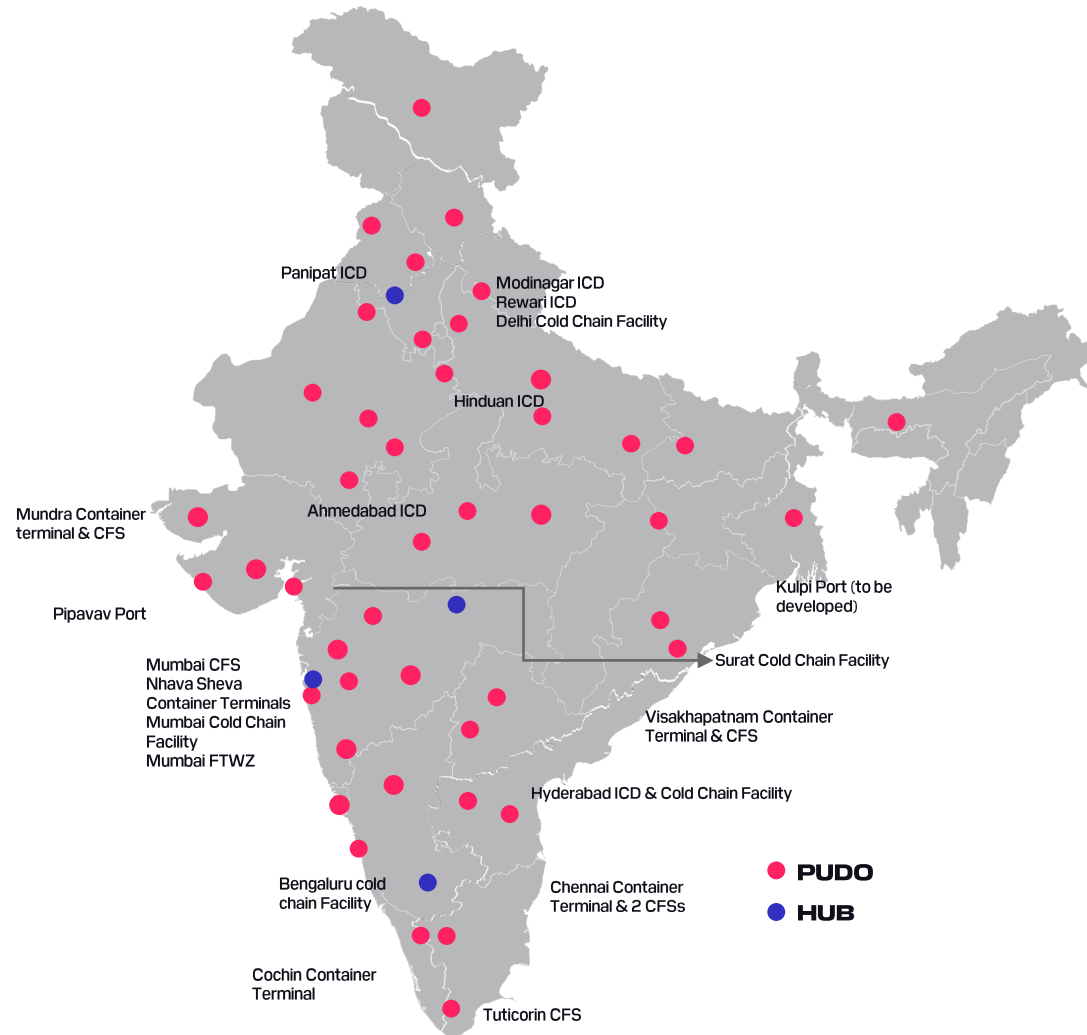 Panipat ICD
Modinagar ICD
Rewari ICD
Delhi Cold Chain Facility
Hinduan ICD
Ahmedabad ICD
Mundra Container
terminal & CFS
Pipavav Port
Kulpi Port (to be
developed)
Surat Cold Chain Facility
Mumbai CFS
Nhava Sheva
Container Terminals
Mumbai Cold Chain
Facility
Mumbai FTWZ
Visakhapatnam Container
Terminal & CFS
Hyderabad ICD & Cold Chain Facility
Bengaluru cold
chain Facility
Chennai Container
Terminal & 2 CFSs
PUDO
HUB
Cochin Container
Terminal
Tuticorin CFS